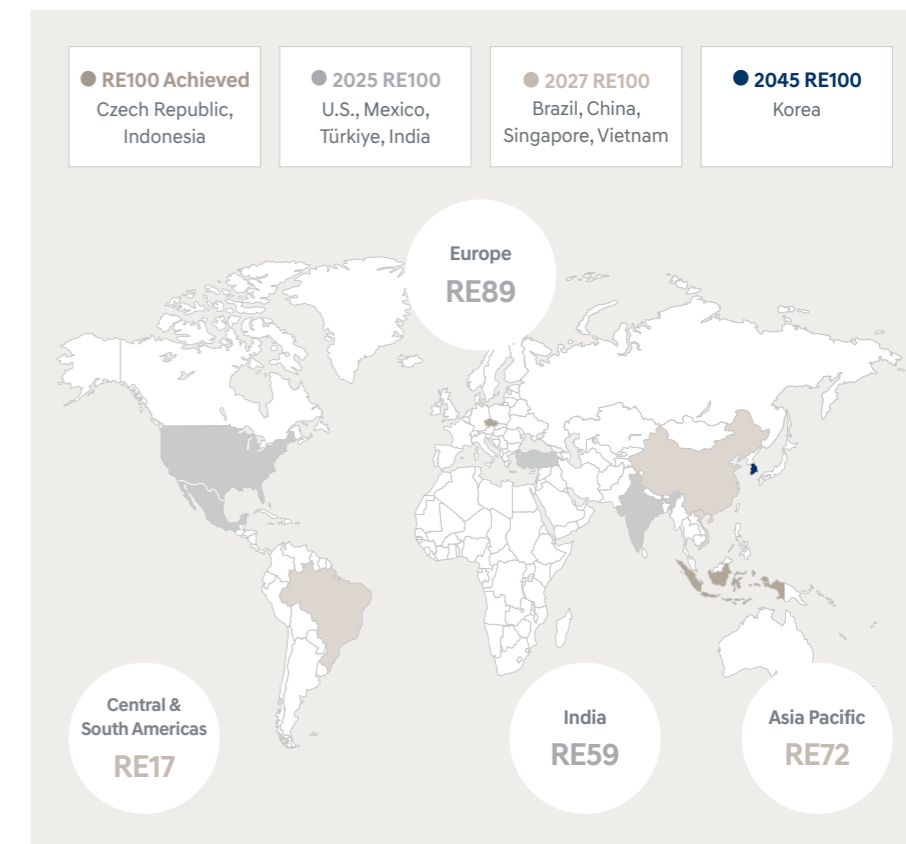 RE100 Achieved
Czech Republic,
Indonesia
2025 RE100
U.S., Mexico,
Türkiye, India
2027 RE100
Brazil, China,
Singapore, Vietnam
2045 RE100
Korea
Europe
RE89
Central &
South Americas
RE17
India
RE59
Asia Pacific
RE72